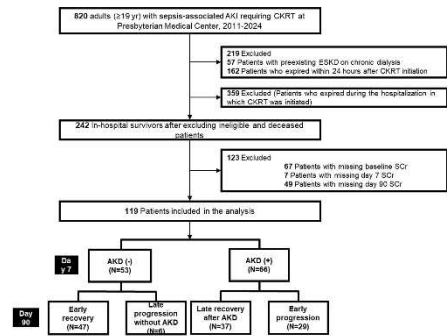 820 adults (≥19 yr) with sepsis-associated AKI requiring CKRT at
Presbyterian Medical Center, 2011-2024
219 Excluded
57 Patients with preexisting ESKD on chronic dialysis
162 Patients who expired within 24 hours after CKRT initiation
359 Excluded (Patients who expired during the hospitalization in
which CKRT was initiated)
242 In-hospital survivors after excluding ineligible and deceased
patients
123 Excluded
67 Patients with missing baseline SCr
7 Patients with missing day 7 SCr
49 Patients with missing day 90 SCr
119 Patients included in the analysis
Da
y 7
AKD (-)
(N=53)
AKD (+)
(N=66)
Day
90
Early
recovery
(N=47)
Late
progression
without AKD
(N=6)
Late recovery
after AKD
(N=37)
Early
progression
(N=29)